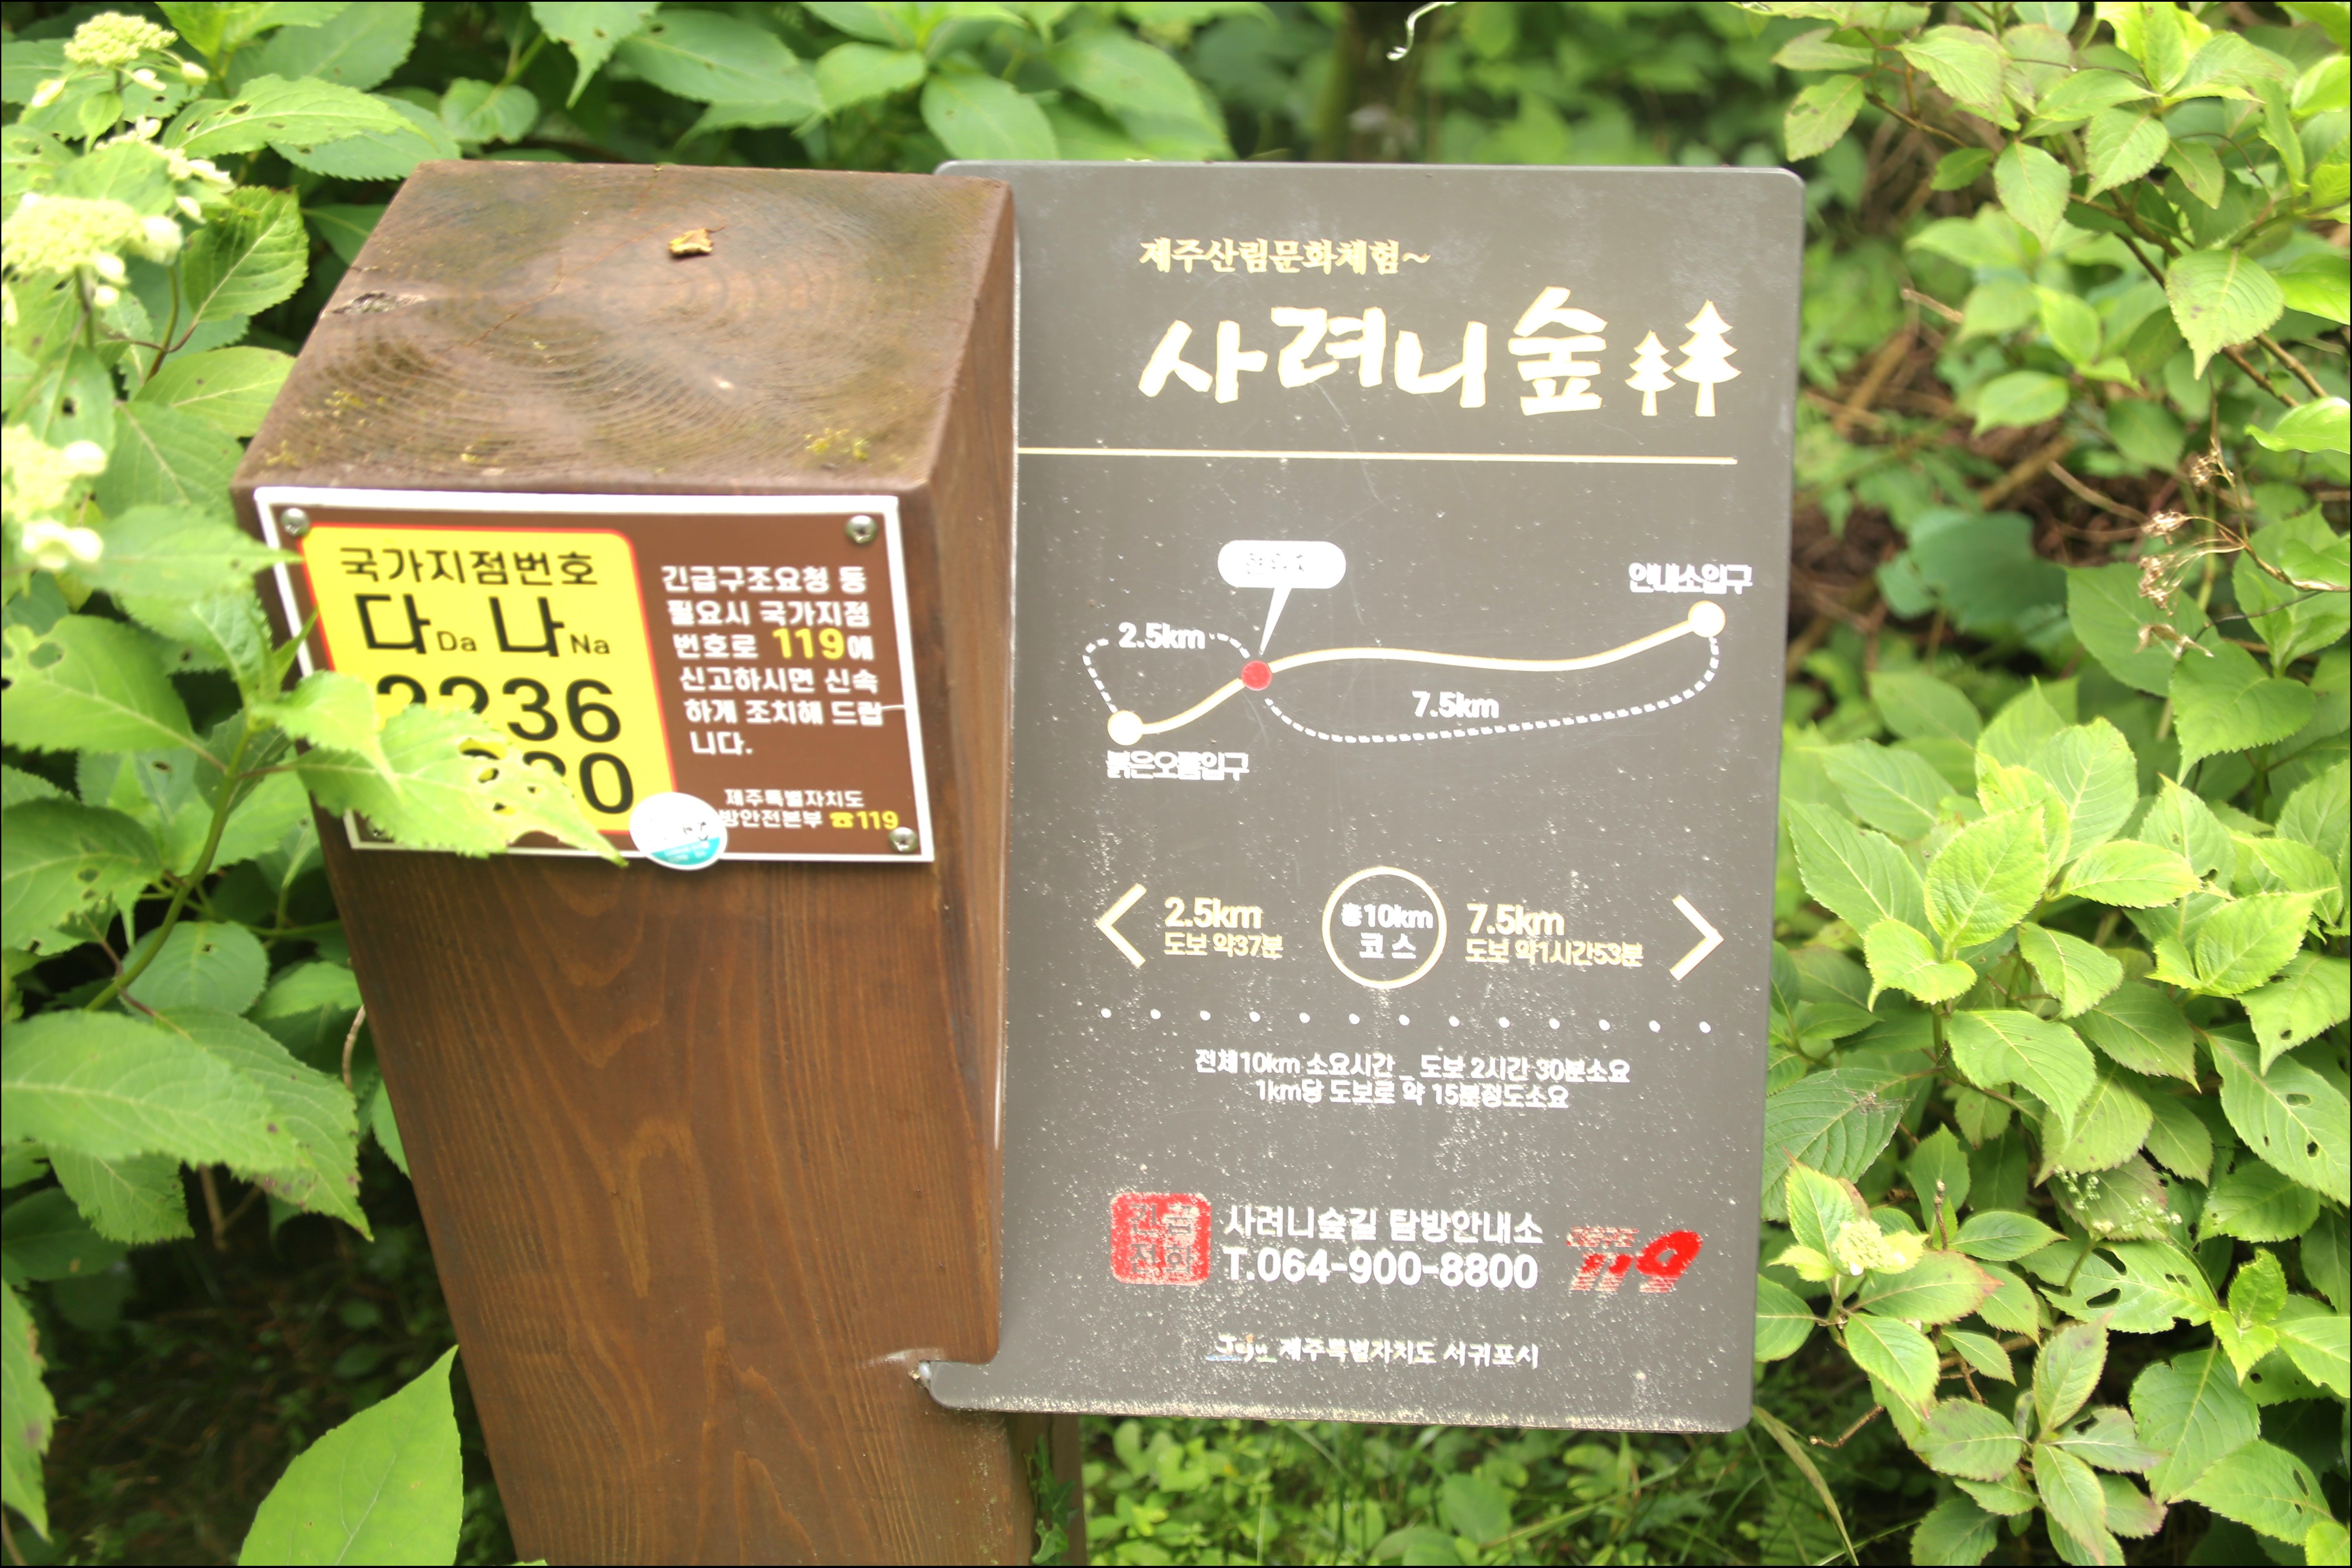 국가지점번호
다 Da 나 Na
2236
긴급구조요청 등
필요시 국가지점
번호로 119에
신고하시면 신속
하게 조치해 드립
니다.
제주특별자치도
방안전본부 ☎119
제주산림문화체험~
사려니숲
안내소입구
2.5km
7.5km
붉은오름입구
2.5km
도보 약37분
총10km
코스
7.5km
도보 약1시간53분
전체10km 소요시간 _ 도보 2시간 30분소요
1km당 도보로 약 15분정도소요
긴급
전화
사려니숲길 탐방안내소
T.064-900-8800
119
Jeju 제주특별자치도 서귀포시